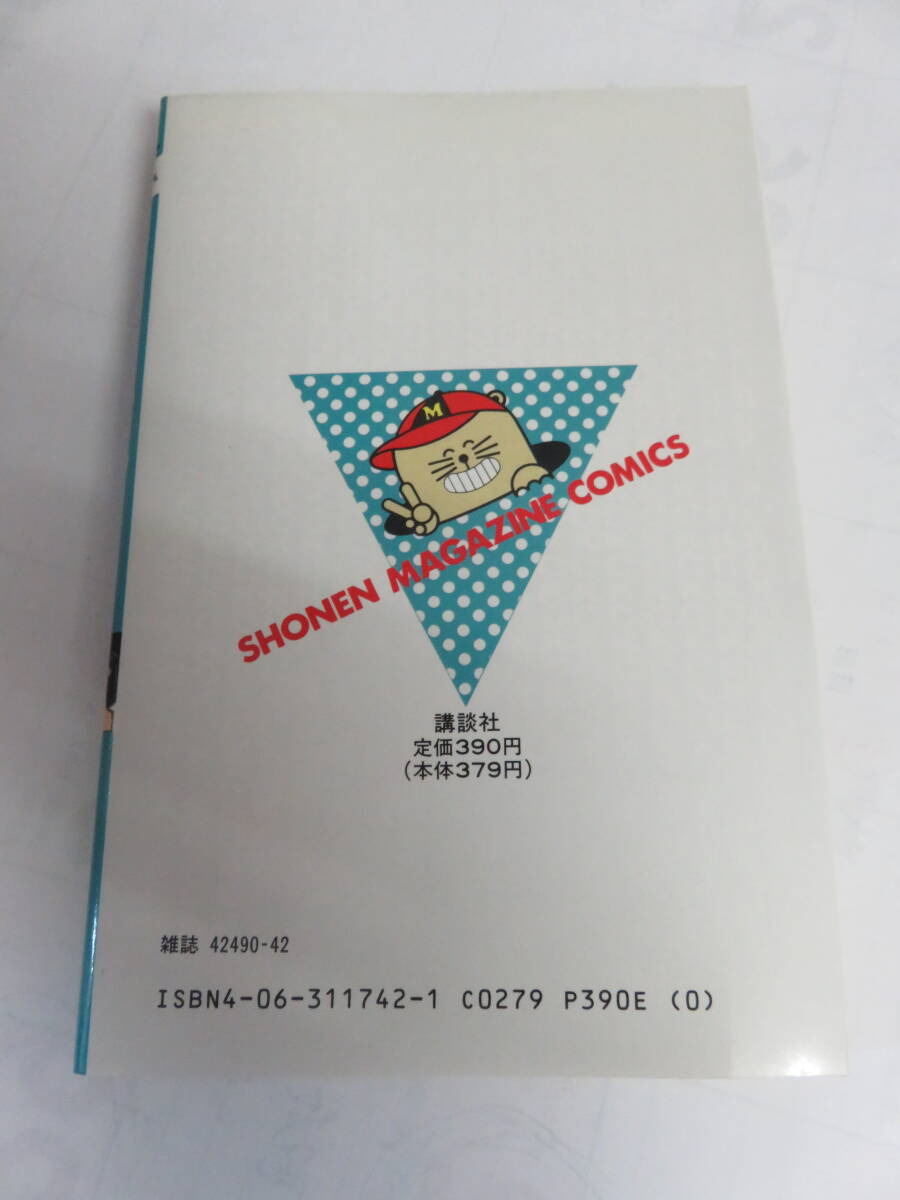 M
SHONEN MAGAZINE COMICS
講談社
定価390円
(本体379円)
雑誌 42490-42
ISBN4-06-311742-1 C0279 P390E (0)